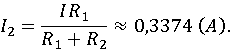 I₂ = IR₁ / (R₁ + R₂) ≈ 0,3374 (A).